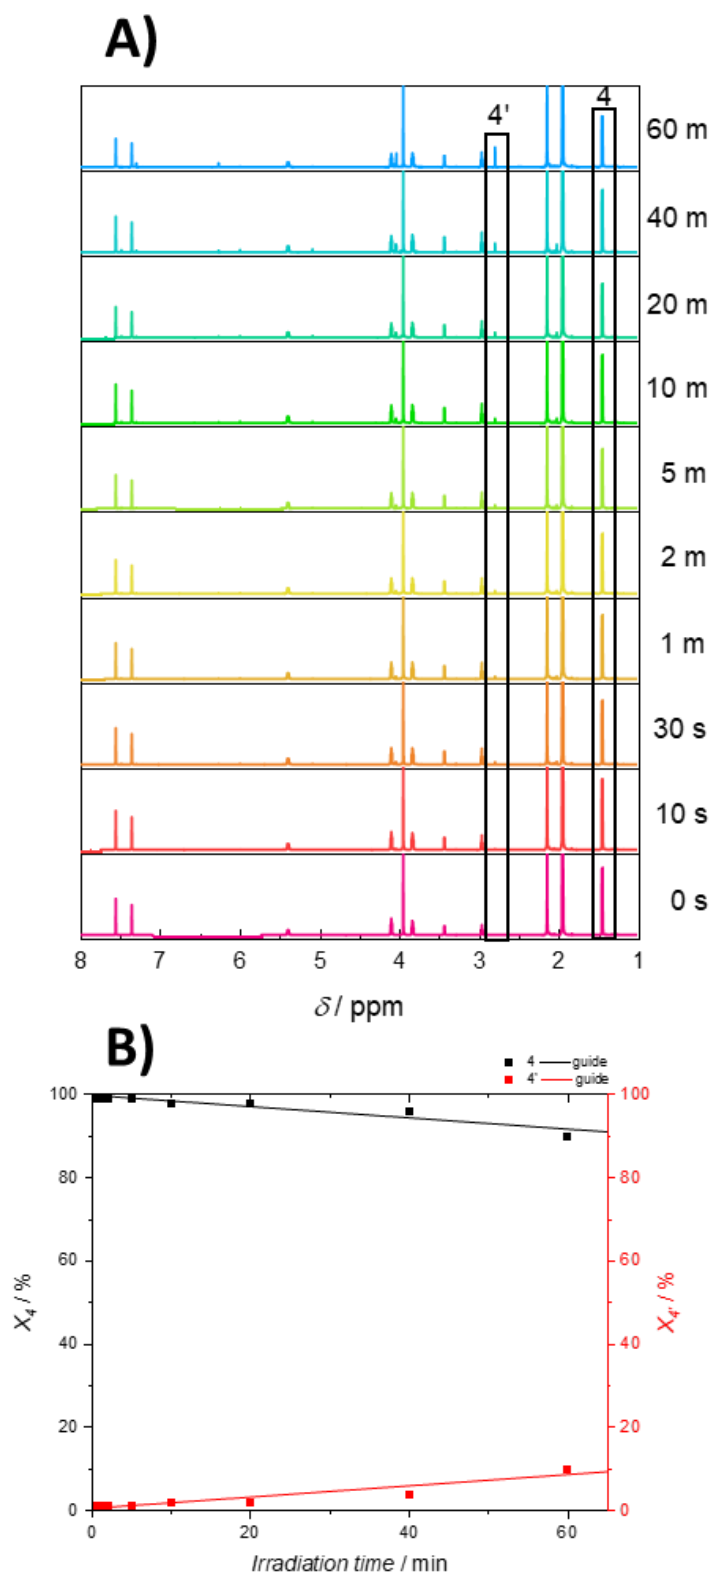 A)
4' 4
60 m
40 m
20 m
10 m
5 m
2 m
1 m
30 s
10 s
0 s
8 7 6 5 4 3 2 1
δ / ppm
B)
4 guide
4' guide
100 100
80 80
60 60
40 40
20 20
0 0
X4 / %
X4' / %
0 20 40 60
Irradiation time / min